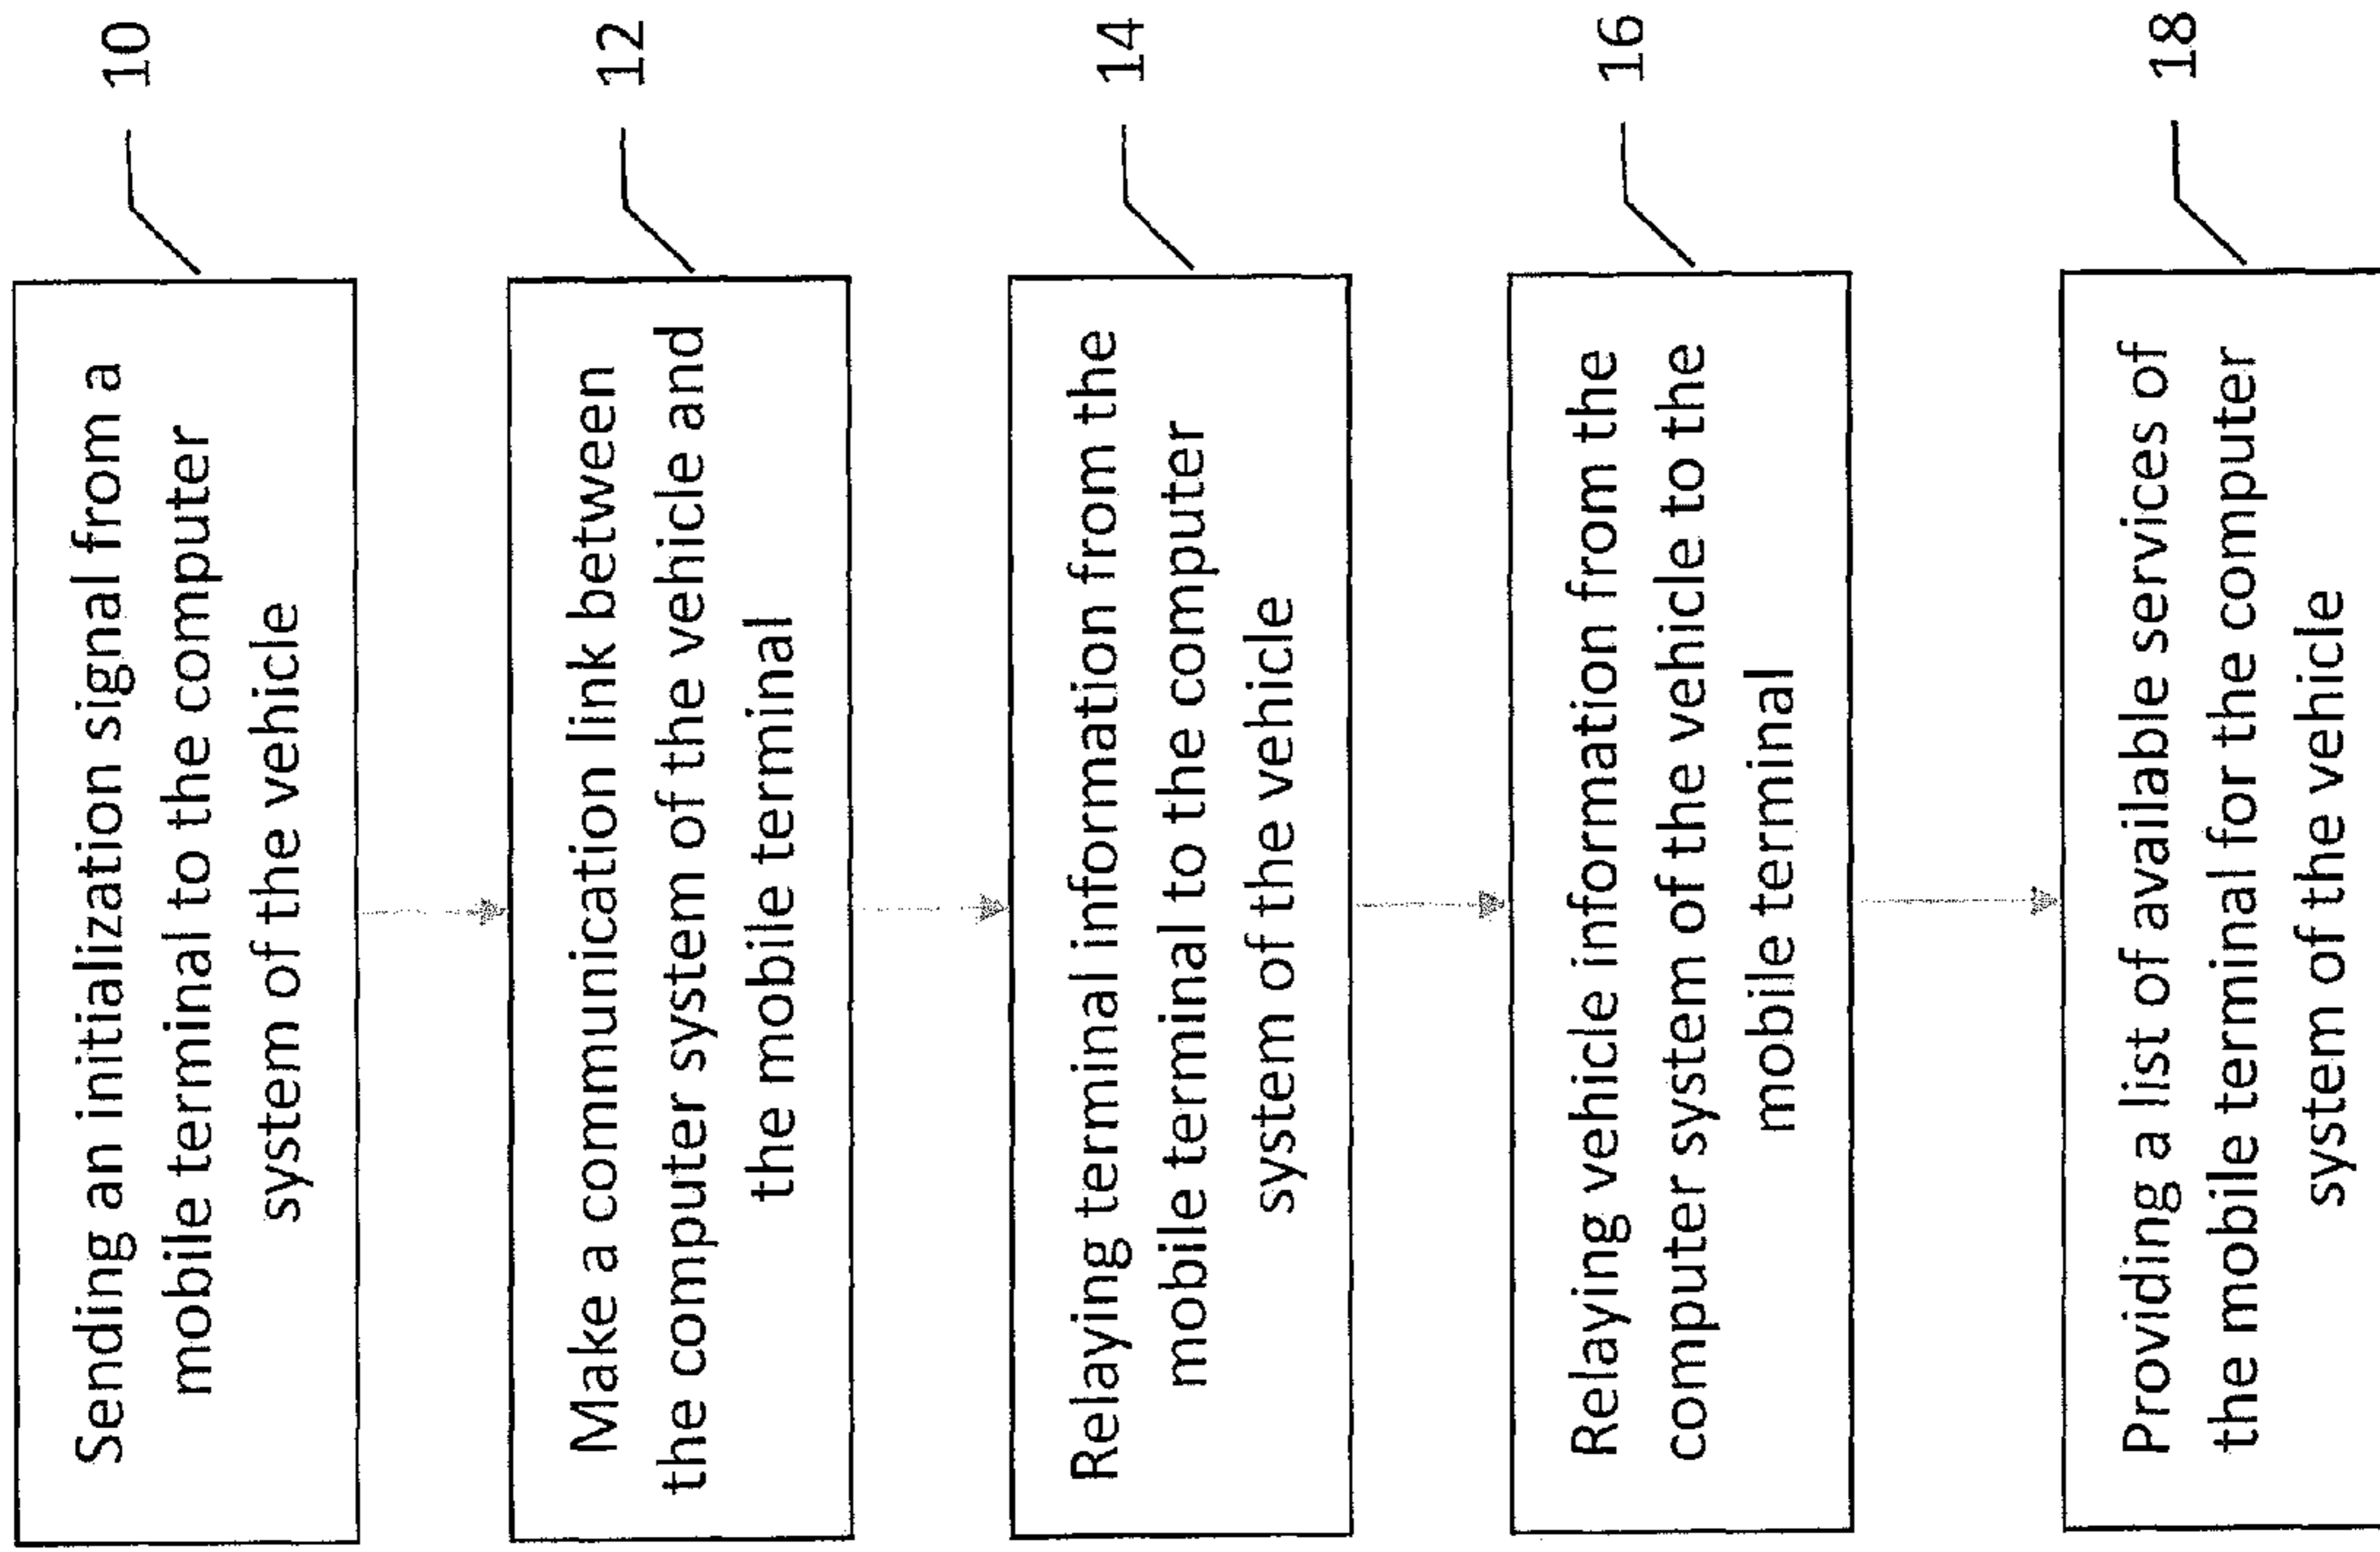 Sending an initialization signal from a
mobile terminal to the computer
system of the vehicle
10
Make a communication link between
the computer system of the vehicle and
the mobile terminal
12
Relaying terminal information from the
mobile terminal to the computer
system of the vehicle
14
Relaying vehicle information from the
computer system of the vehicle to the
mobile terminal
16
Providing a list of available services of
the mobile terminal for the computer
system of the vehicle
18